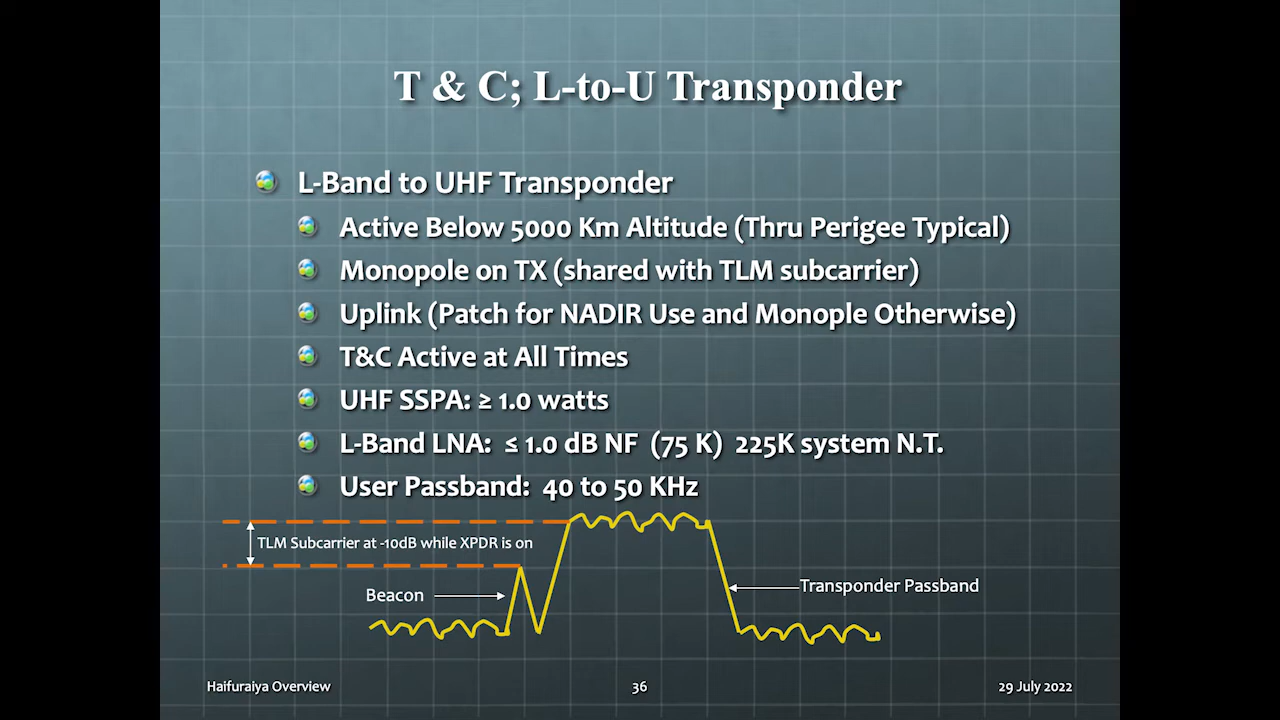 T & C; L-to-U Transponder
L-Band to UHF Transponder
Active Below 5000 Km Altitude (Thru Perigee Typical)
Monopole on TX (shared with TLM subcarrier)
Uplink (Patch for NADIR Use and Monople Otherwise)
T&C Active at All Times
UHF SSPA: ≥ 1.0 watts
L-Band LNA:  ≤ 1.0 dB NF  (75 K)  225K system N.T.
User Passband:  40 to 50 KHz
TLM Subcarrier at -10dB while XPDR is on
Transponder Passband
Beacon
Haifuraiya Overview
36
29 July 2022